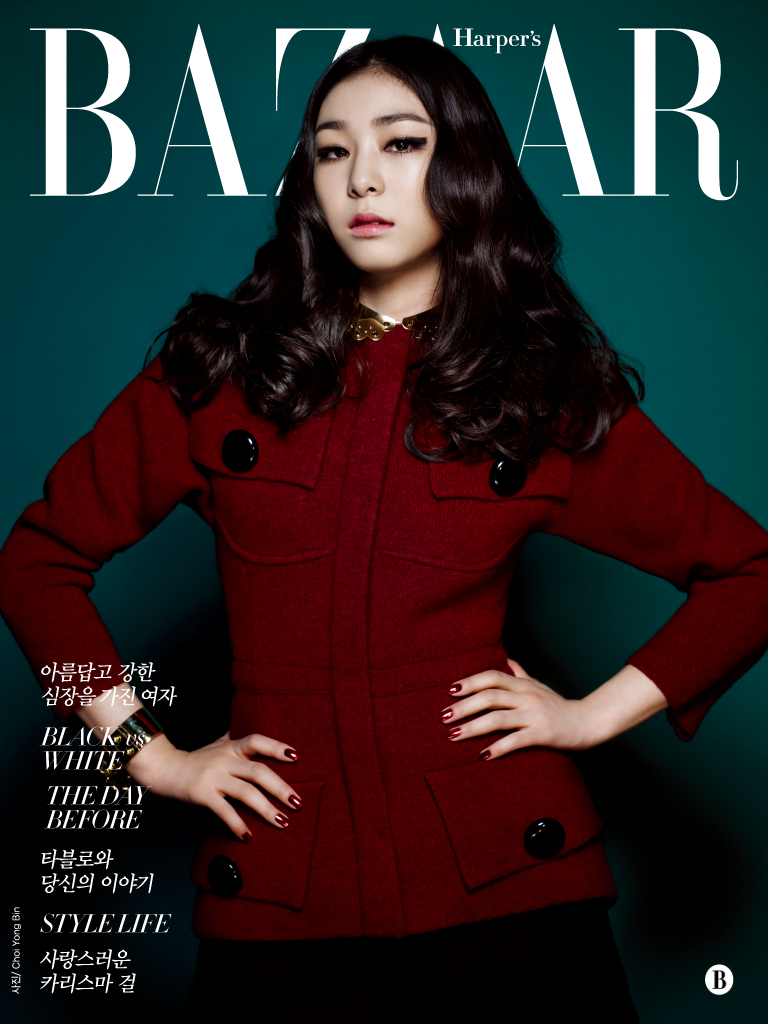 BAZAAR
Harper's
아름답고 강한
심장을 가진 여자
BLACK vs
WHITE
THE DAY
BEFORE
타블로와
당신의 이야기
STYLE LIFE
사랑스러운
카리스마 걸
사진/ Choi Yong Bin
B